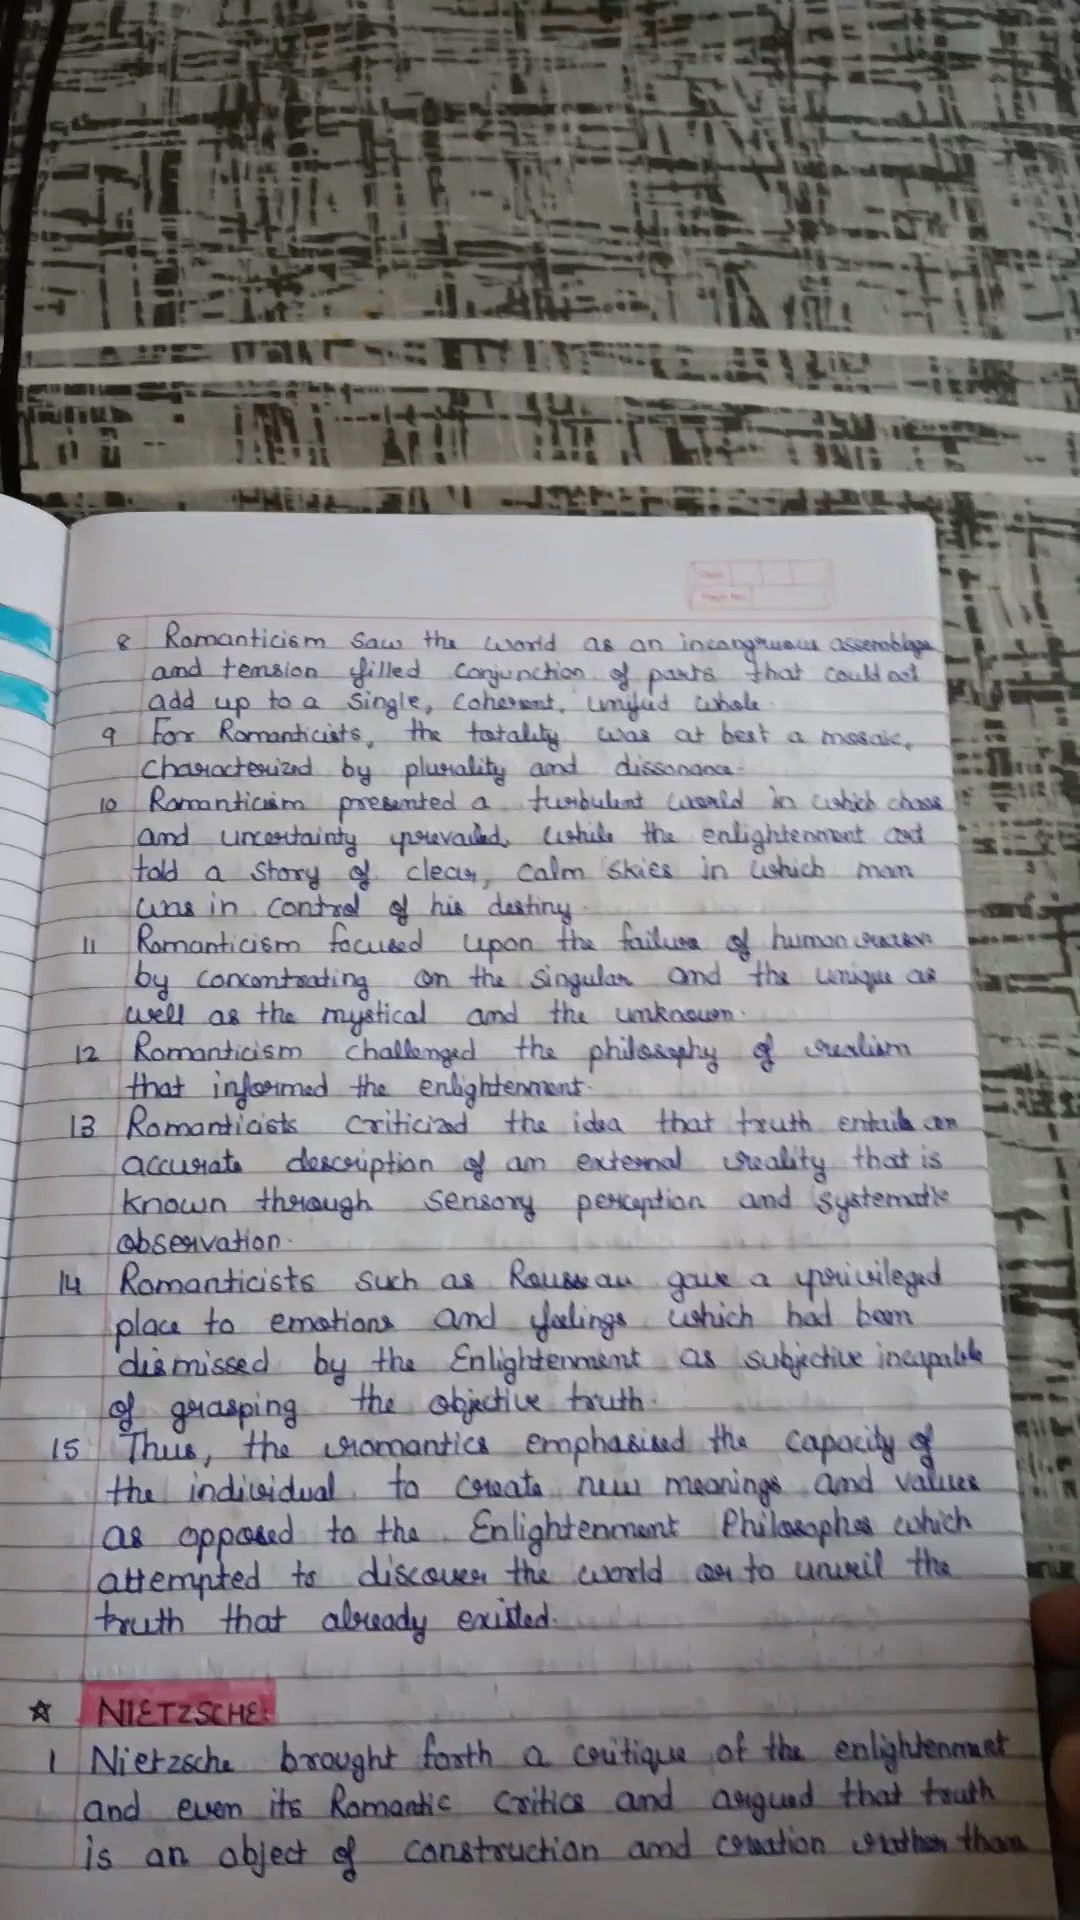 Date
Page No.
8 Romanticism saw the world as an incongruous assemblage
and tension filled conjunction of parts that could not
add up to a single, coherent, unified whole.
9 For Romanticists, the totality was at best a mosaic,
characterized by plurality and dissonance.
10 Romanticism presented a turbulent world in which chaos
and uncertainty prevailed, while the enlightenment art
told a story of clear, calm skies in which man
was in control of his destiny.
11 Romanticism focused upon the failure of human reason
by concentrating on the singular and the unique as
well as the mystical and the unknown.
12 Romanticism challenged the philosophy of realism
that informed the enlightenment.
13 Romanticists criticized the idea that truth entails an
accurate description of an external reality that is
known through sensory perception and systematic
observation.
14 Romanticists such as Rousseau gave a privileged
place to emotions and feelings which had been
dismissed by the Enlightenment as subjective incapable
of grasping the objective truth.
15 Thus, the romantics emphasised the capacity of
the individual to create new meanings and values
as opposed to the Enlightenment Philosophes which
attempted to discover the world or to unveil the
truth that already existed.
☆ NIETZSCHE:
1 Nietzsche brought forth a critique of the enlightenment
and even its Romantic critics and argued that truth
is an object of construction and creation rather than